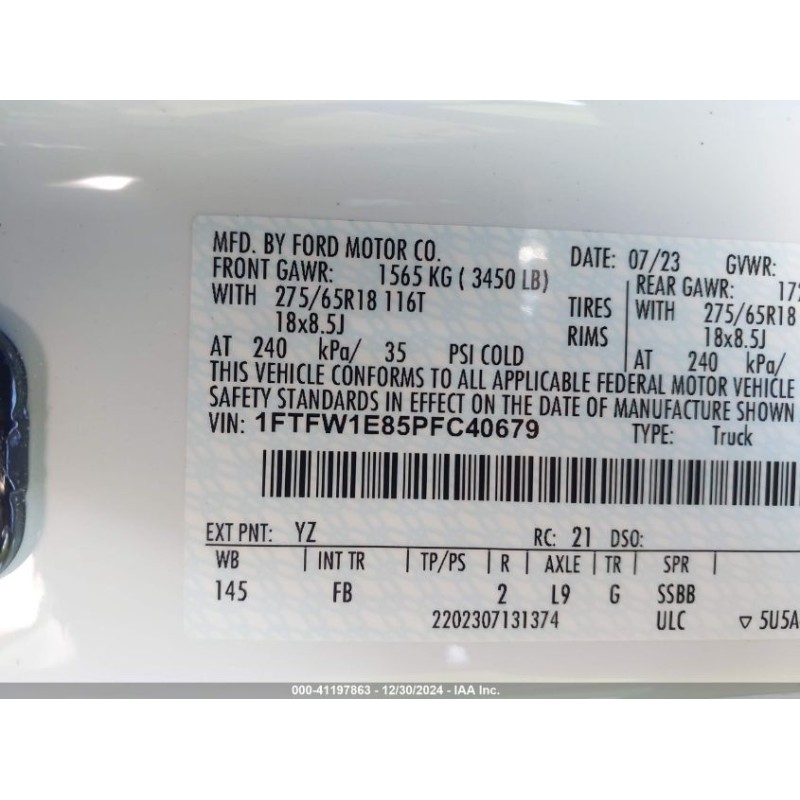 MFD. BY FORD MOTOR CO. DATE: 07/23 GVWR:
FRONT GAWR: 1565 KG ( 3450 LB) REAR GAWR: 172
WITH 275/65R18 116T TIRES WITH 275/65R18
18x8.5J RIMS 18x8.5J
AT 240 kPa/ 35 PSI COLD AT 240 kPa/
THIS VEHICLE CONFORMS TO ALL APPLICABLE FEDERAL MOTOR VEHICLE
SAFETY STANDARDS IN EFFECT ON THE DATE OF MANUFACTURE SHOWN
VIN: 1FTFW1E85PFC40679 TYPE: Truck
EXT PNT: YZ RC: 21 DSO:
WB INT TR TP/PS R AXLE TR SPR
145 FB 2 L9 G SSBB
2202307131374 ULC ▽ 5U5A
000-41197863 - 12/30/2024 - IAA Inc.